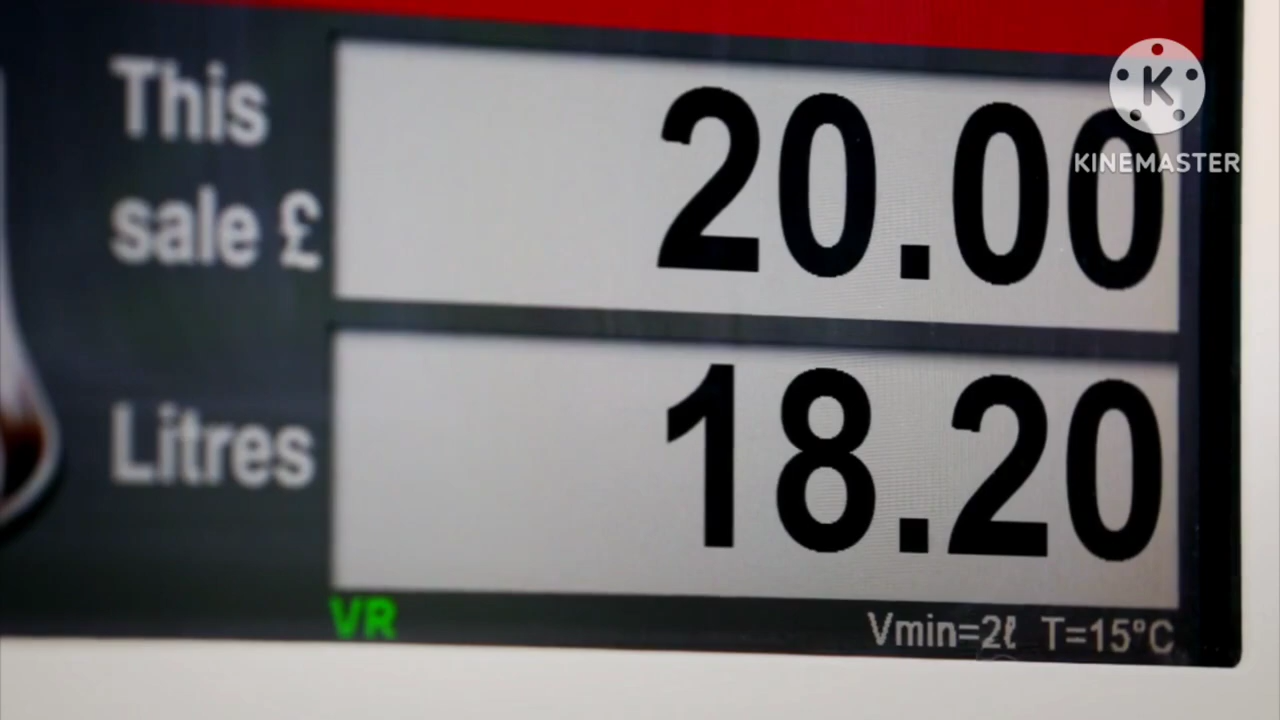 This
sale £
20.00
Litres
18.20
VR
Vmin=2ℓ T=15°C
K
KINEMASTER